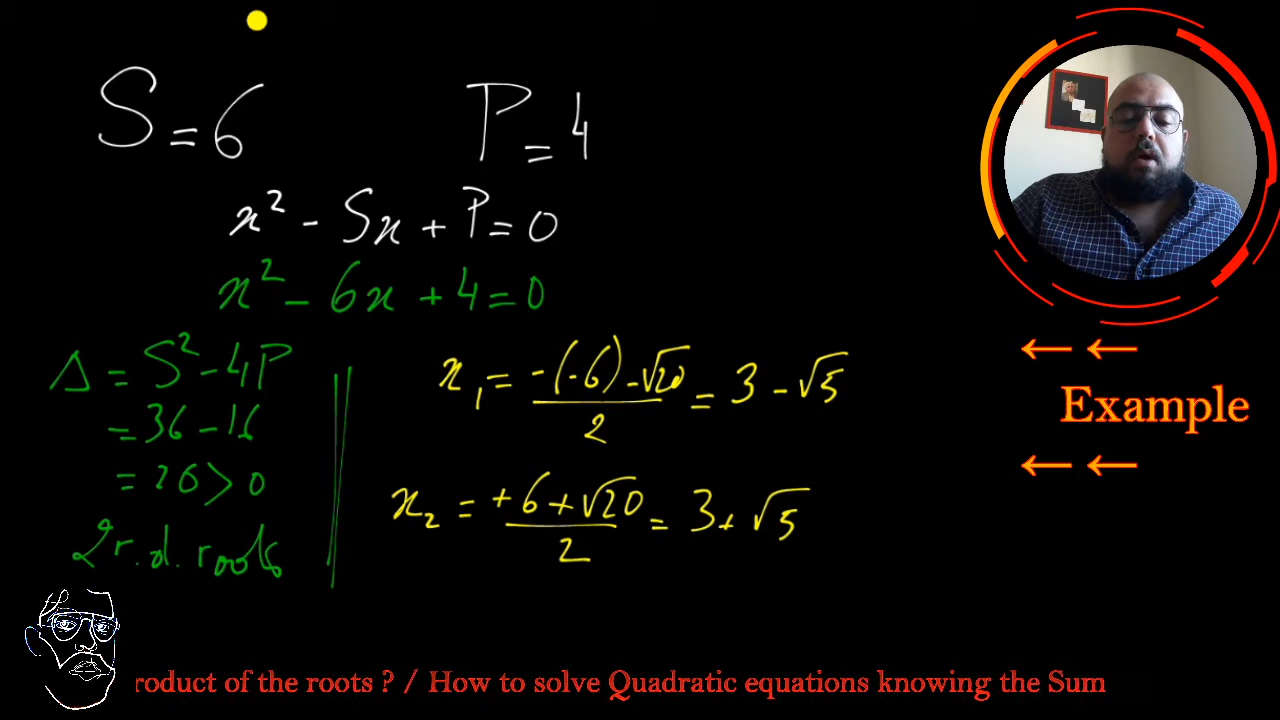 S = 6 P = 4
x² - Sx + P = 0
x² - 6x + 4 = 0
Δ = S² - 4P
= 36 - 16
= 20 > 0
2 r.d. roots
x₁ = -(-6) - √20 / 2 = 3 - √5
x₂ = +6 + √20 / 2 = 3 + √5
← ←
Example
← ←
roduct of the roots ? / How to solve Quadratic equations knowing the Sum